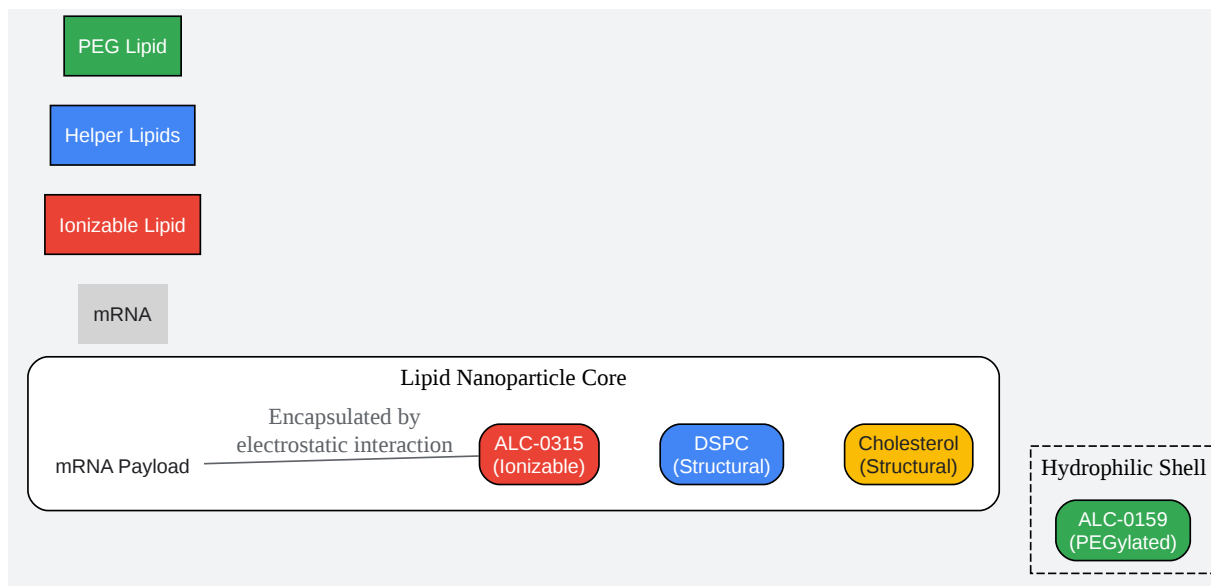 PEG Lipid
Helper Lipids
Ionizable Lipid
mRNA
Lipid Nanoparticle Core
Encapsulated by
electrostatic interaction
mRNA Payload
ALC-0315
(Ionizable)
DSPC
(Structural)
Cholesterol
(Structural)
Hydrophilic Shell
ALC-0159
(PEGylated)